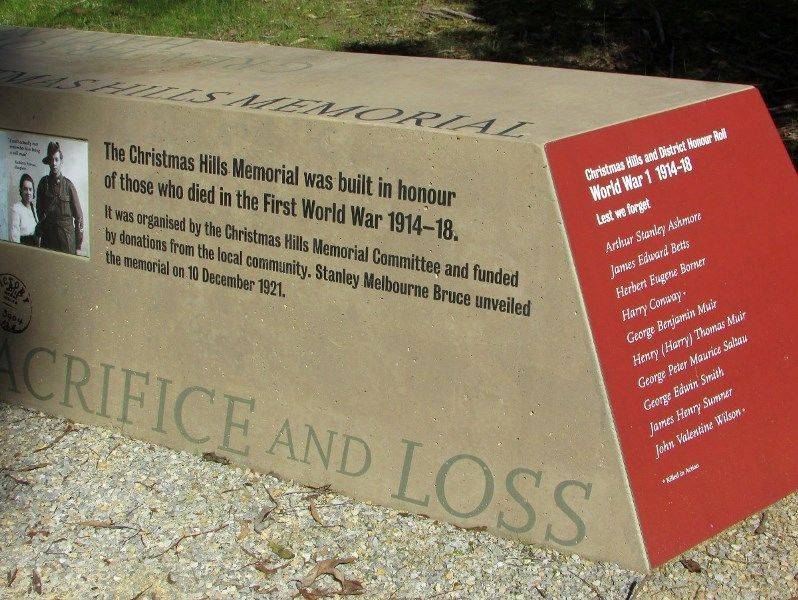 TMAS HILLS MEMORIAL
The Christmas Hills Memorial was built in honour
of those who died in the First World War 1914–18.
It was organised by the Christmas Hills Memorial Committee and funded
by donations from the local community. Stanley Melbourne Bruce unveiled
the memorial on 10 December 1921.
ACRIFICE AND LOSS
Christmas Hills and District Honour Roll
World War 1 1914-18
Lest we forget
Arthur Stanley Ashmore
James Edward Betts
Herbert Eugene Borner
Harry Conway *
George Benjamin Muir
Henry (Harry) Thomas Muir
George Peter Maurice Saltau
George Edwin Smith
James Henry Sumner
John Valentine Wilson *
* Killed in Action